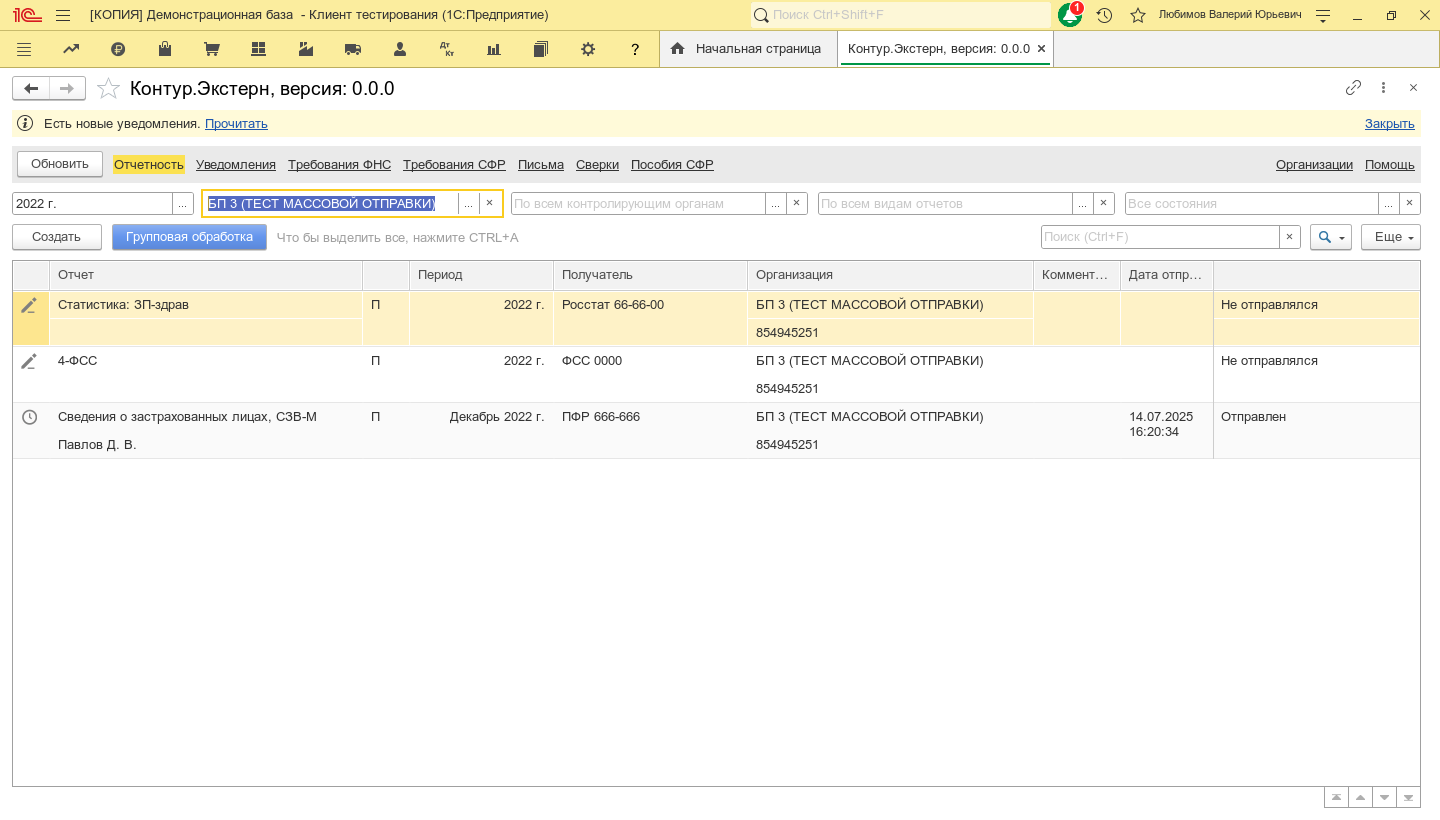 [КОПИЯ] Демонстрационная база - Клиент тестирования (1С:Предприятие)
Поиск Ctrl+Shift+F
1
Любимов Валерий Юрьевич
Дт Кт
?
Начальная страница
Контур.Экстерн, версия: 0.0.0
Контур.Экстерн, версия: 0.0.0
Есть новые уведомления. Прочитать
Закрыть
Обновить
Отчетность
Уведомления
Требования ФНС
Требования СФР
Письма
Сверки
Пособия СФР
Организации
Помощь
2022 г.
...
БП 3 (ТЕСТ МАССОВОЙ ОТПРАВКИ)
...
×
По всем контролирующим органам
...
×
По всем видам отчетов
...
×
Все состояния
...
×
Создать
Групповая обработка
Что бы выделить все, нажмите CTRL+A
Поиск (Ctrl+F)
×
Еще
Отчет
Период
Получатель
Организация
Коммент...
Дата отпр...
Статистика: ЗП-здрав
П
2022 г.
Росстат 66-66-00
БП 3 (ТЕСТ МАССОВОЙ ОТПРАВКИ)
Не отправлялся
854945251
4-ФСС
П
2022 г.
ФСС 0000
БП 3 (ТЕСТ МАССОВОЙ ОТПРАВКИ)
Не отправлялся
854945251
Сведения о застрахованных лицах, СЗВ-М
П
Декабрь 2022 г.
ПФР 666-666
БП 3 (ТЕСТ МАССОВОЙ ОТПРАВКИ)
14.07.2025
16:20:34
Отправлен
Павлов Д. В.
854945251